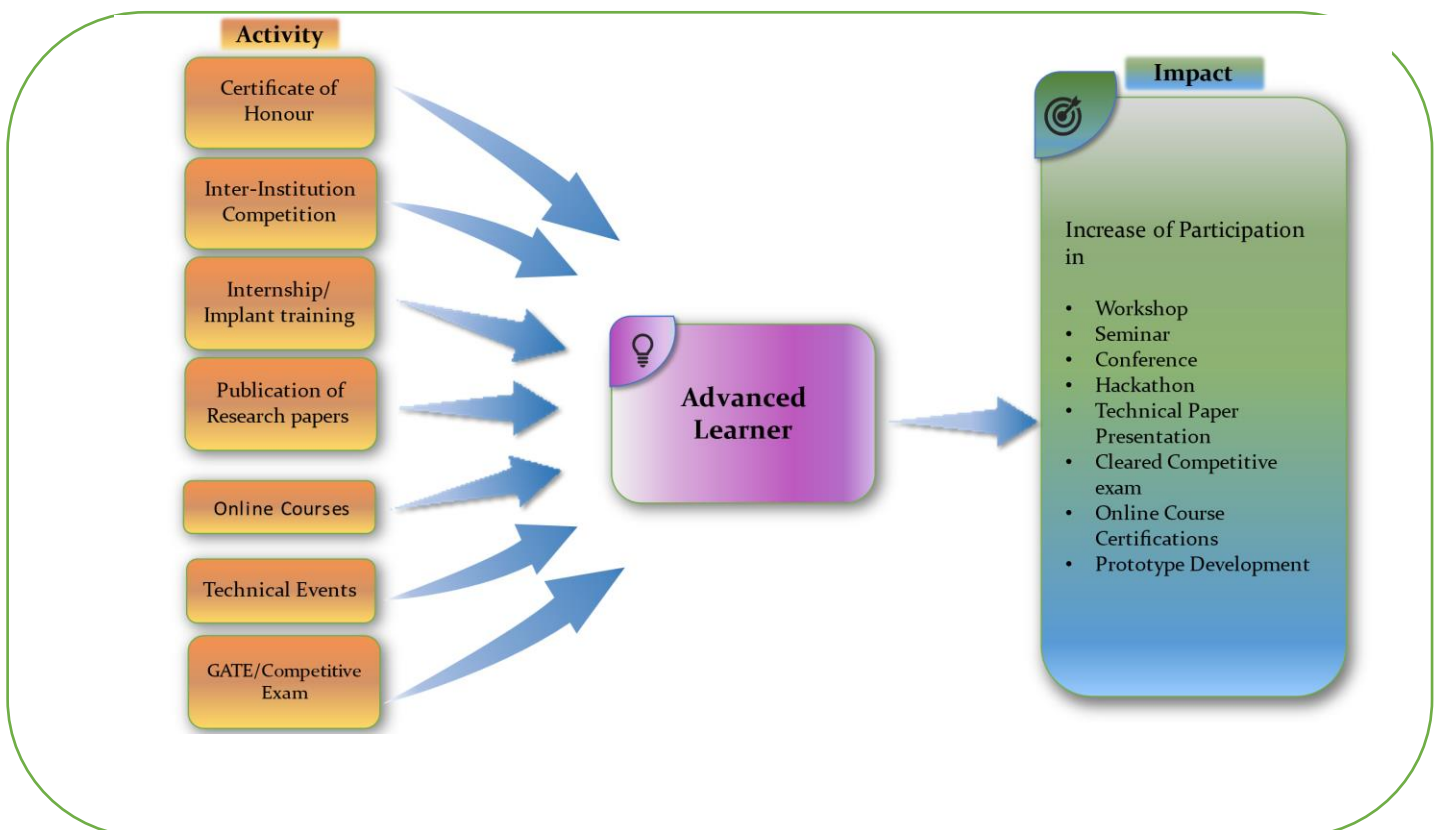 Activity
Certificate of
Honour
Inter-Institution
Competition
Internship/
Implant training
Publication of
Research papers
Online Courses
Technical Events
GATE/Competitive
Exam
Advanced
Learner
Impact
Increase of Participation
in
• Workshop
• Seminar
• Conference
• Hackathon
• Technical Paper
Presentation
• Cleared Competitive
exam
• Online Course
Certifications
• Prototype Development